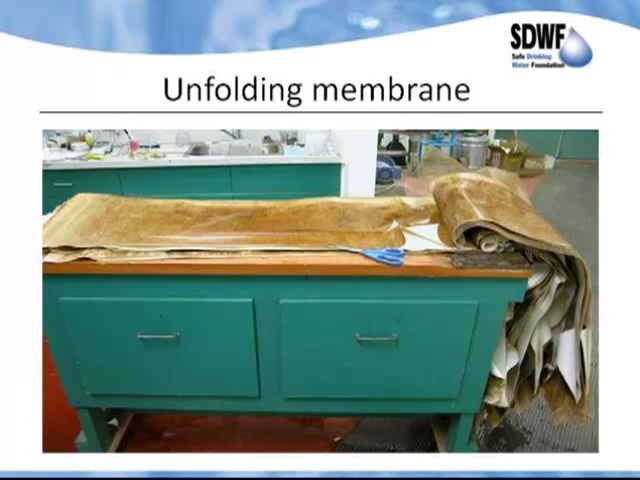 SDWF
Safe Drinking
Water Foundation
Unfolding membrane